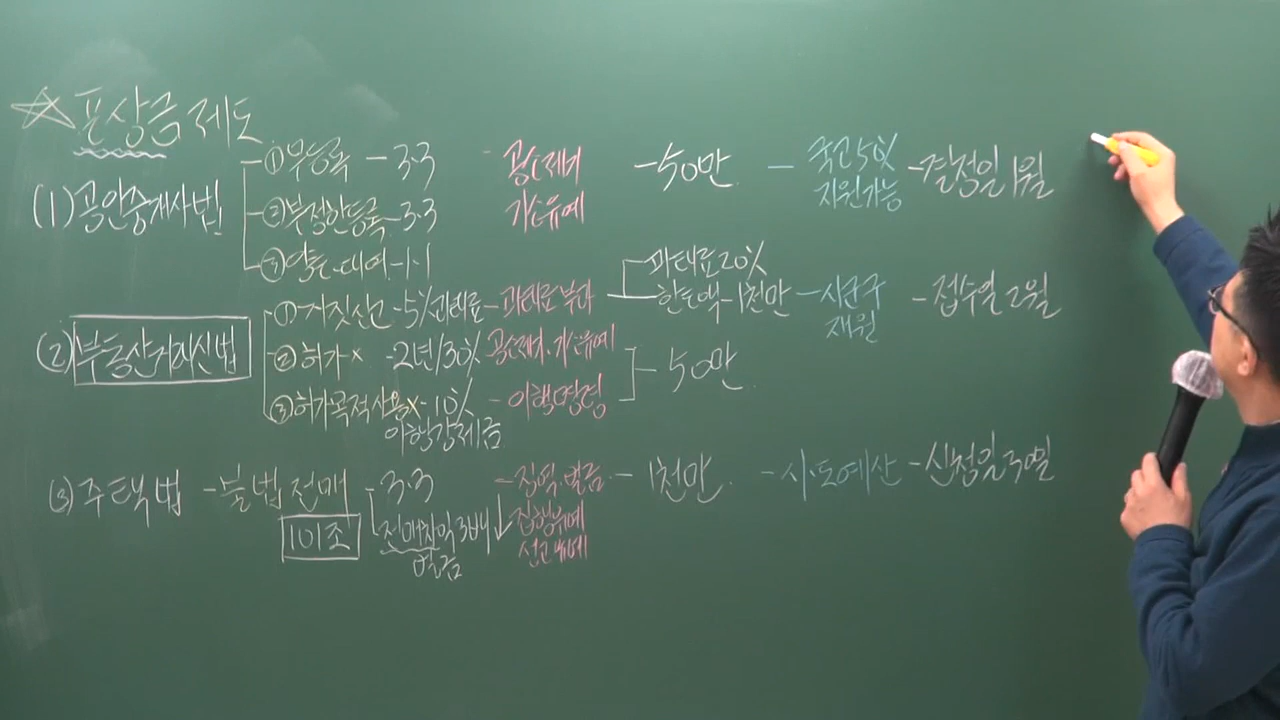 ☆ 포상금 제도
(1) 공인중개사법
① 무등록 - 3·3 - 공소제기 기소유예 - 50만 - 국고 50% 지원가능 - 결정일 1월
② 부정한등록 - 3·3
③ 양도·대여 - 1·1
(2) 부동산거래신고법
① 거짓신고 - 5% 과태료 - 과태료 부과
과태료 20%
한도액 - 1천만 - 시군구 재원 - 접수일 2월
② 허가× - 2년/30% 공소제기·기소유예
③ 허가목적사용× - 10% 이행강제금 - 이행명령
50만
(3) 주택법 - 불법전매 - 3·3 - 징역·벌금 - 1천만 - 시·도예산 - 신청일 30일
101조
전매차익 3배↓ 벌금
집행유예
선고유예